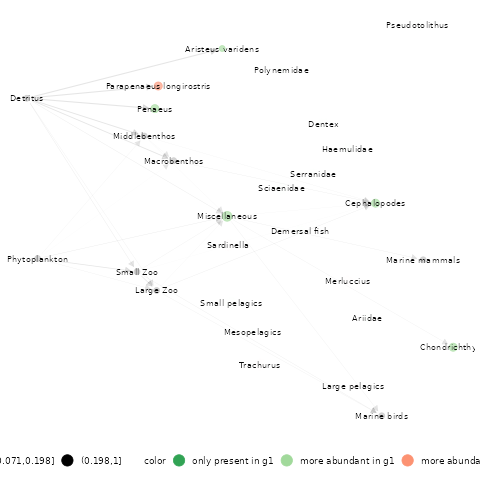 Pseudotolithus
Aristeus varidens
Polynemidae
Parapenaeus longirostris
Detritus
Penaeus
Dentex
Middlebenthos
Haemulidae
Macrobenthos
Serranidae
Sciaenidae
Cephalopodes
Miscellaneous
Demersal fish
Sardinella
Phytoplankton
Marine mammals
Small Zoo
Merluccius
Large Zoo
Small pelagics
Ariidae
Mesopelagics
Chondrichthy
Trachurus
Large pelagics
Marine birds
0.071,0.198] (0.198,1] color only present in g1 more abundant in g1 more abunda